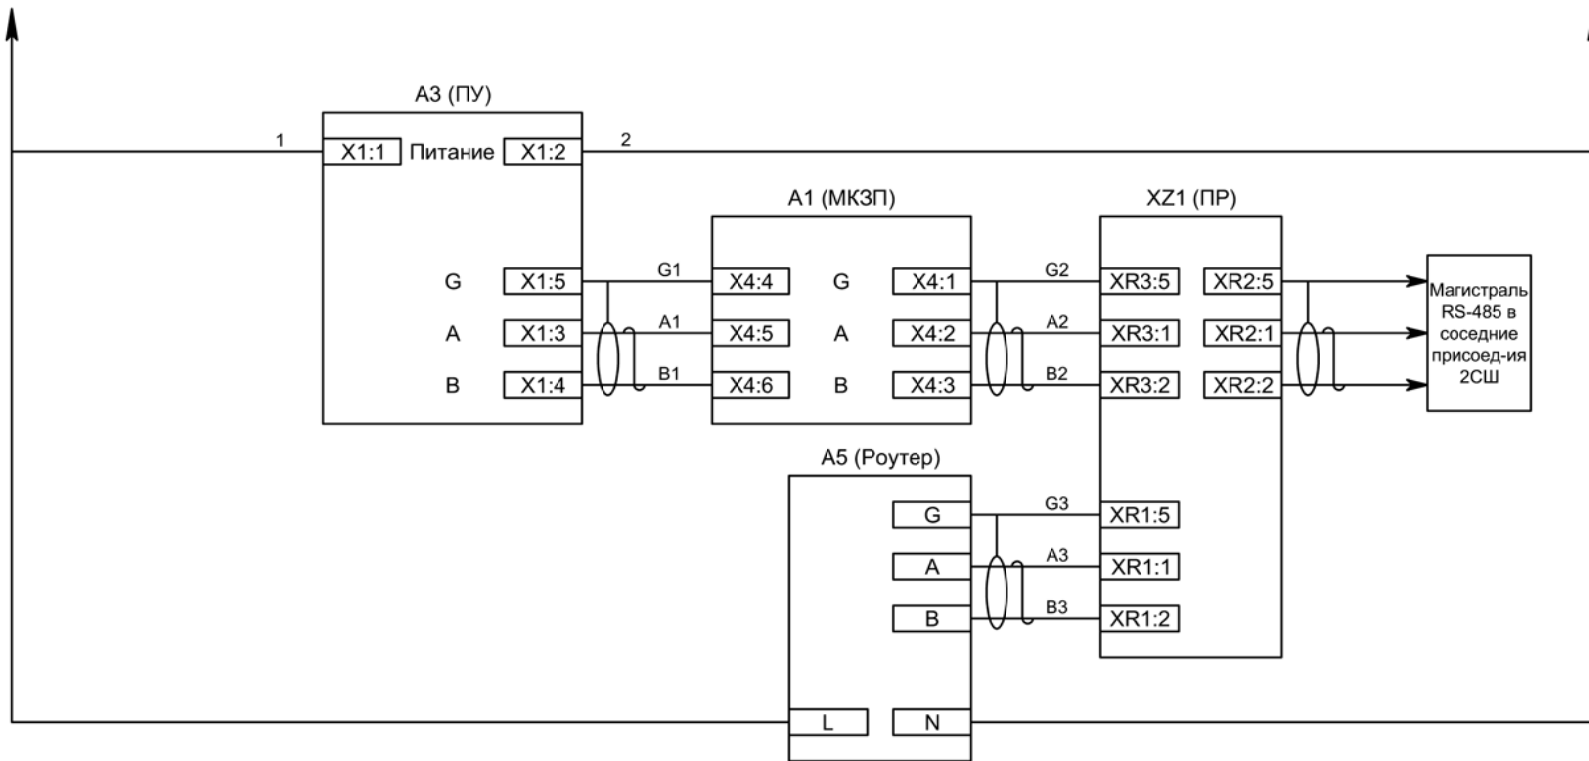 A3 (ПУ)
1
X1:1
Питание
X1:2
2
A1 (МКЗП)
XZ1 (ПР)
G
X1:5
G1
X4:4
G
X4:1
G2
XR3:5
XR2:5
A
X1:3
A1
X4:5
A
X4:2
A2
XR3:1
XR2:1
B
X1:4
B1
X4:6
B
X4:3
B2
XR3:2
XR2:2
Магистраль
RS-485 в
соседние
присоед-ия
2СШ
A5 (Роутер)
G
G3
XR1:5
A
A3
XR1:1
B
B3
XR1:2
L
N